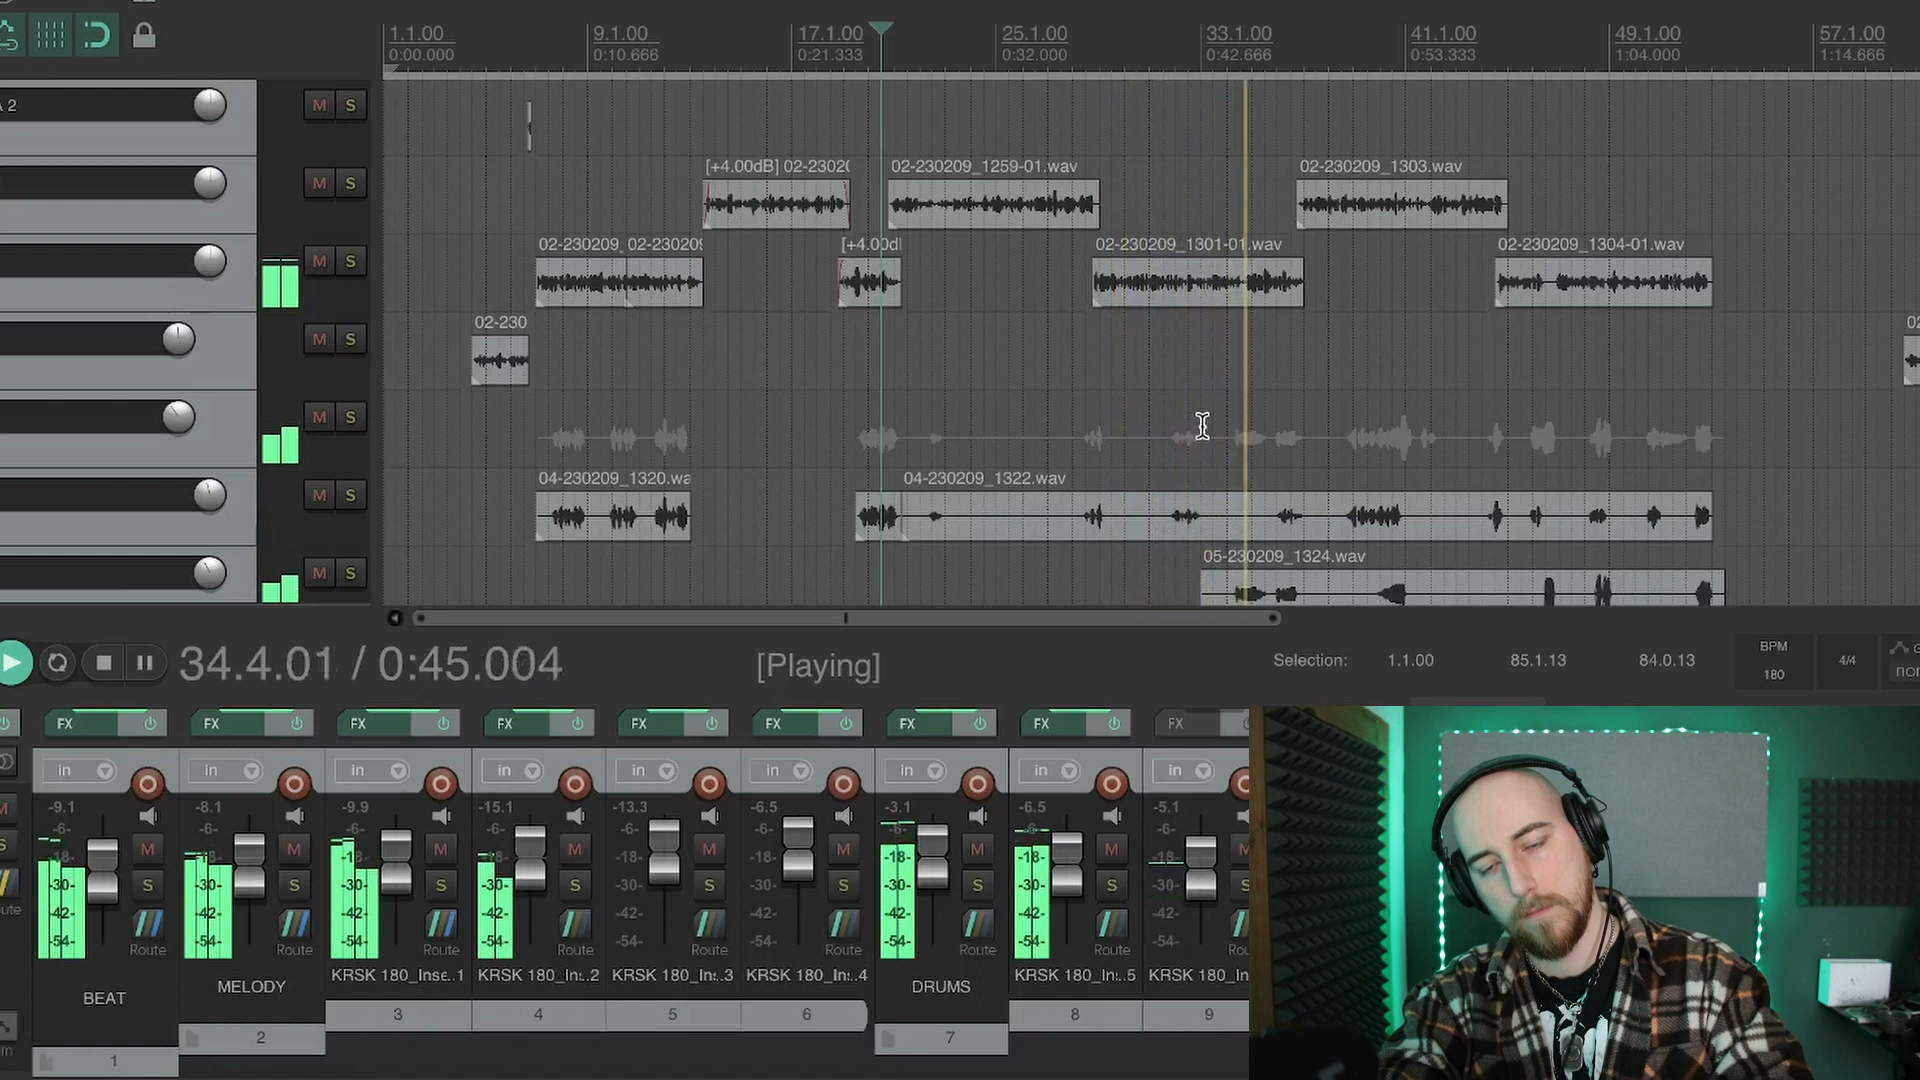 1.1.00 9.1.00 17.1.00 25.1.00 33.1.00 41.1.00 49.1.00 57.1.00
0:00.000 0:10.666 0:21.333 0:32.000 0:42.666 0:53.333 1:04.000 1:14.666
2 M S
[+4.00dB] 02-2302( 02-230209_1259-01.wav 02-230209_1303.wav
M S
02-230209_ 02-230209 [+4.00dl 02-230209_1301-01.wav 02-230209_1304-01.wav
M S
02-230
M S
M S
04-230209_1320.wa 04-230209_1322.wav
M S
05-230209_1324.wav
M S
34.4.01 / 0:45.004 [Playing] Selection: 1.1.00 85.1.13 84.0.13 BPM 180 4/4
FX FX FX FX FX FX FX FX FX
in in in in in in in in in
-9.1 -8.1 -9.9 -15.1 -13.3 -6.5 -3.1 -6.5 -5.1
-6- -6- -6- -6- -6- -6- -6- -6- -6-
M M M M M M M M
-18- -18- -18- -18- -18- -18- -18- -18- -18-
-30- -30- -30- -30- -30- -30- -30- -30- -30-
S S S S S S S S S
-42- -42- -42- -42- -42- -42- -42- -42- -42-
-54- -54- -54- -54- -54- -54- -54- -54- -54-
Route Route Route Route Route Route Route Route
BEAT MELODY KRSK 180_Inse..1 KRSK 180_In..2 KRSK 180_In..3 KRSK 180_In..4 DRUMS KRSK 180_In..5 KRSK 180_In
1 2 3 4 5 6 7 8 9